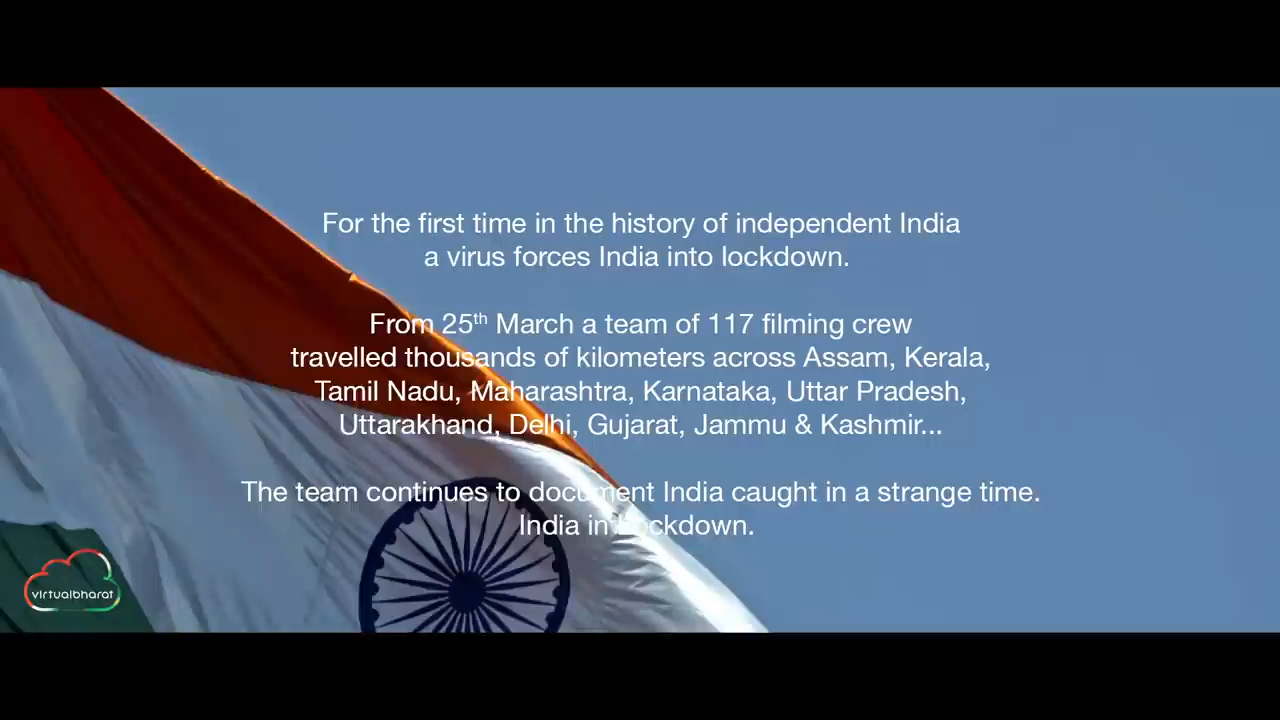 For the first time in the history of independent India
a virus forces India into lockdown.
From 25th March a team of 117 filming crew
travelled thousands of kilometers across Assam, Kerala,
Tamil Nadu, Maharashtra, Karnataka, Uttar Pradesh,
Uttarakhand, Delhi, Gujarat, Jammu & Kashmir...
The team continues to document India caught in a strange time.
India in lockdown.
virtualbharat